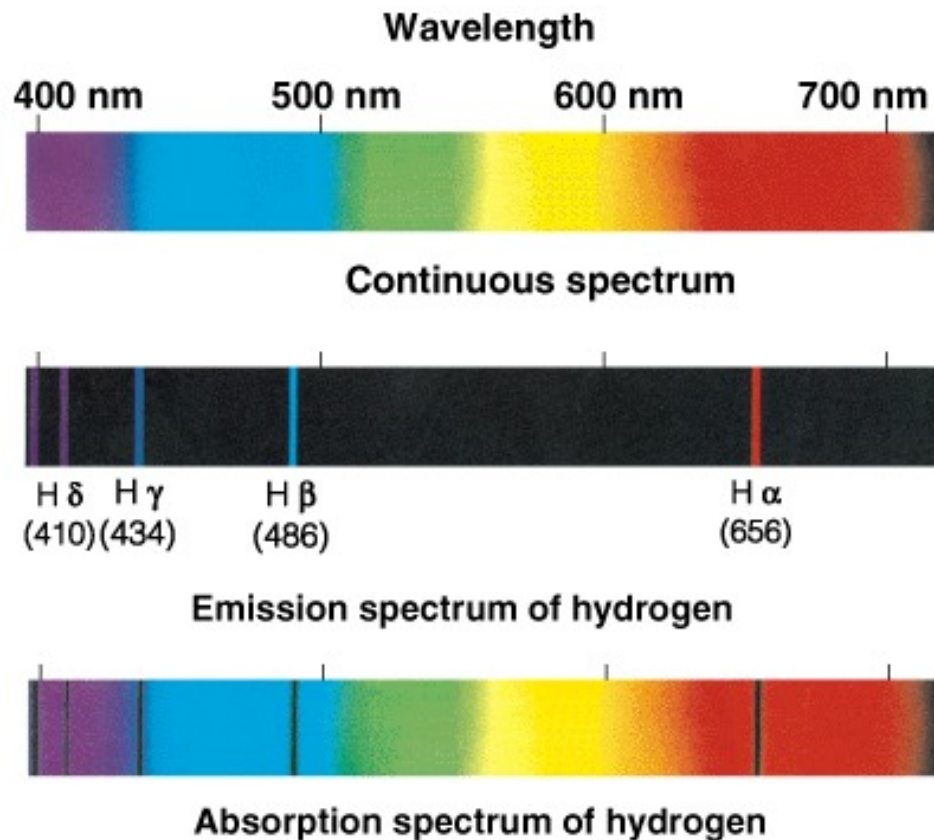 Wavelength
400 nm 500 nm 600 nm 700 nm
Continuous spectrum
H δ H γ H β H α
(410) (434) (486) (656)
Emission spectrum of hydrogen
Absorption spectrum of hydrogen